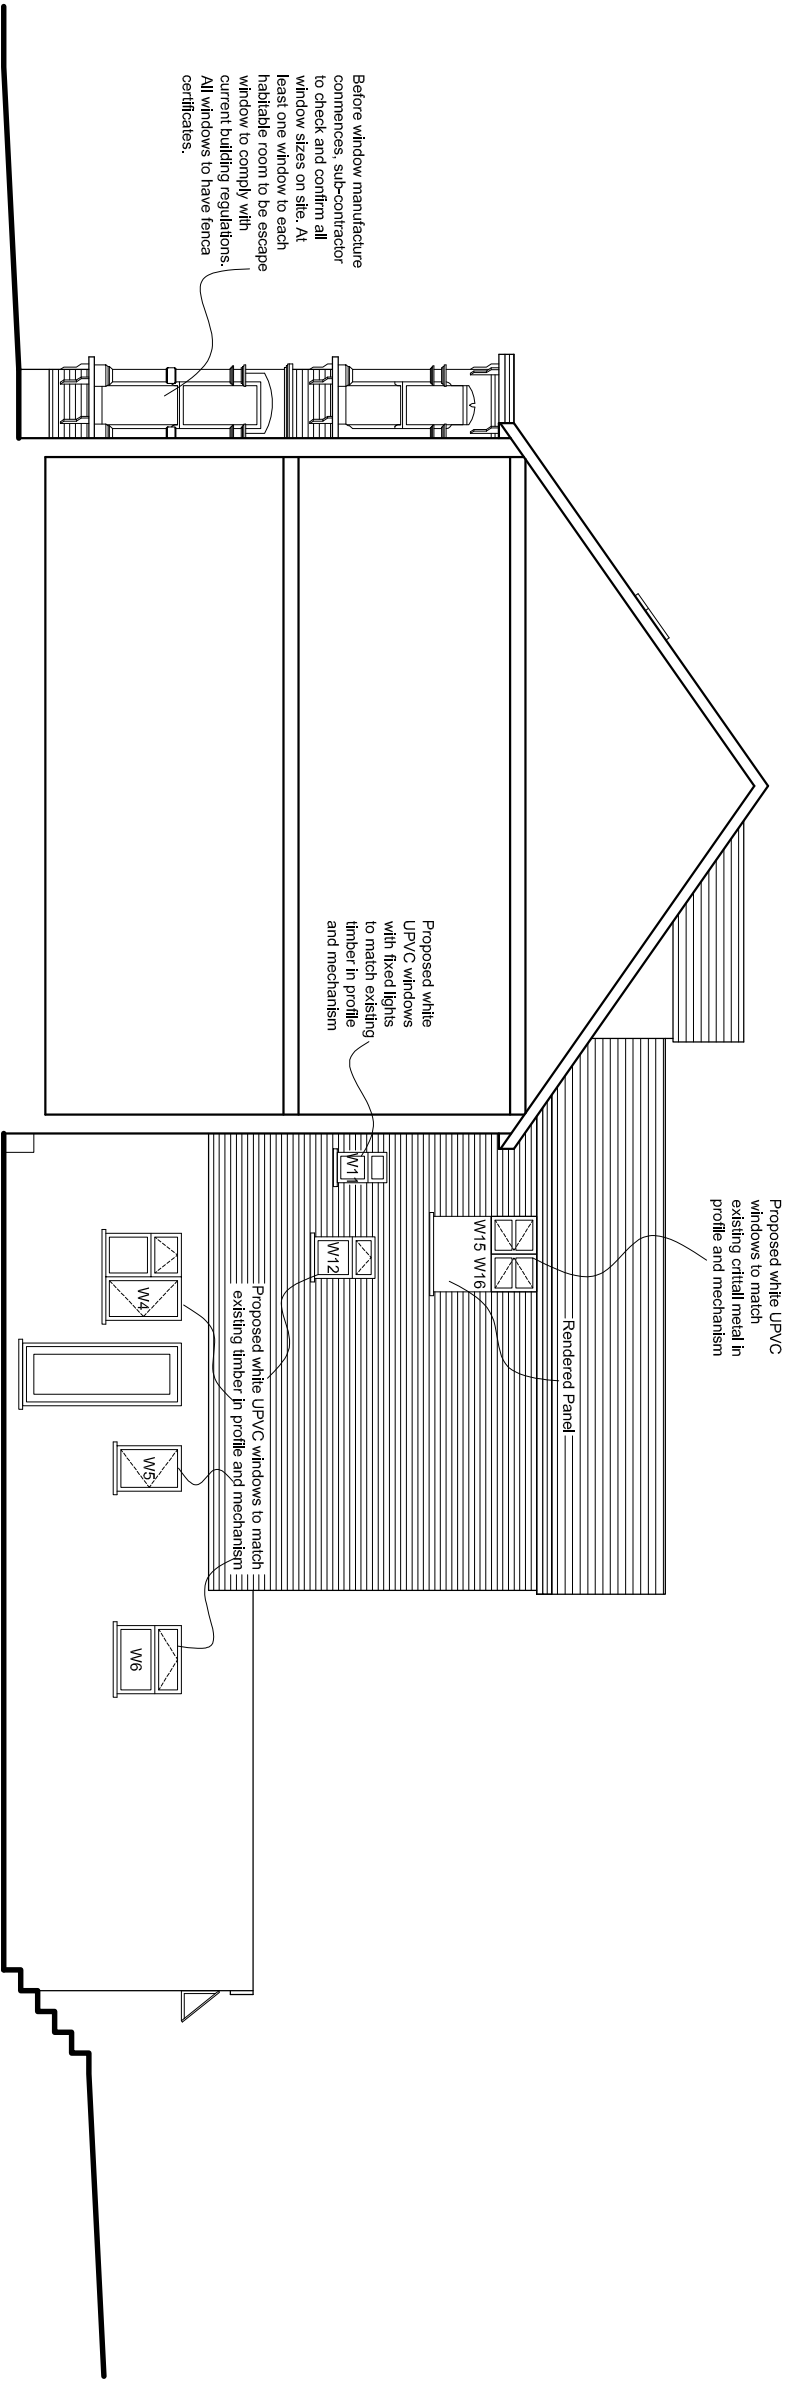 Before window manufacture
commences, sub-contractor
to check and confirm all
window sizes on site. At
least one window to each
habitable room to be escape
window to comply with
current building regulations.
All windows to have fenca
certificates.
Proposed white
UPVC windows
with fixed lights
to match existing
timber in profile
and mechanism
Proposed white UPVC
windows to match
existing crittall metal in
profile and mechanism
Rendered Panel
W15 W16
W11
W12
Proposed white UPVC windows to match
existing timber in profile and mechanism
W4
W5
W6